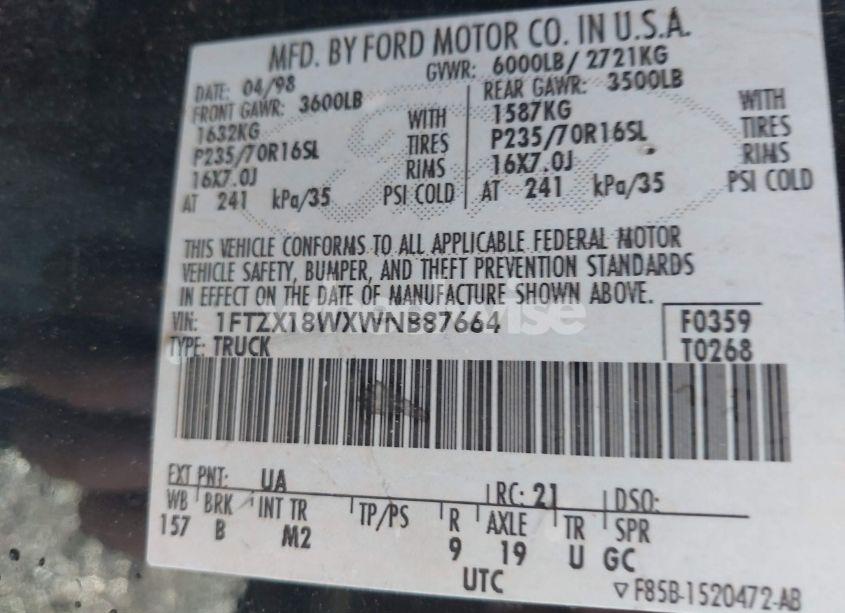 MFD. BY FORD MOTOR CO. IN U.S.A.
DATE: 04/98 GVWR: 6000LB/ 2721KG
FRONT GAWR: 3600LB REAR GAWR: 3500LB
1632KG WITH 1587KG WITH
P235/70R16SL TIRES P235/70R16SL TIRES
16X7.0J RIMS 16X7.0J RIMS
AT 241 kPa/35 PSI COLD AT 241 kPa/35 PSI COLD
THIS VEHICLE CONFORMS TO ALL APPLICABLE FEDERAL MOTOR
VEHICLE SAFETY, BUMPER, AND THEFT PREVENTION STANDARDS
IN EFFECT ON THE DATE OF MANUFACTURE SHOWN ABOVE.
VIN: 1FTZX18WXWNB87664 F0359
TYPE: TRUCK T0268
EXT PNT: UA RC: 21 DSO:
WB BRK INT TR TP/PS R AXLE TR SPR
157 B M2 9 19 U GC
UTC F85B-1520472-AB